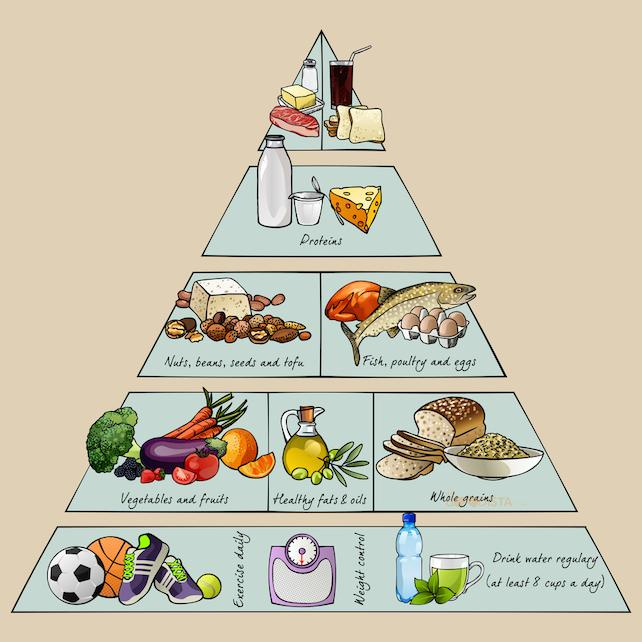 Proteins
Nuts, beans, seeds and tofu
Fish, poultry and eggs
Vegetables and fruits
Healthy fats & oils
Whole grains
Exercise daily
Weight control
Drink water regulary
(at least 8 cups a day)